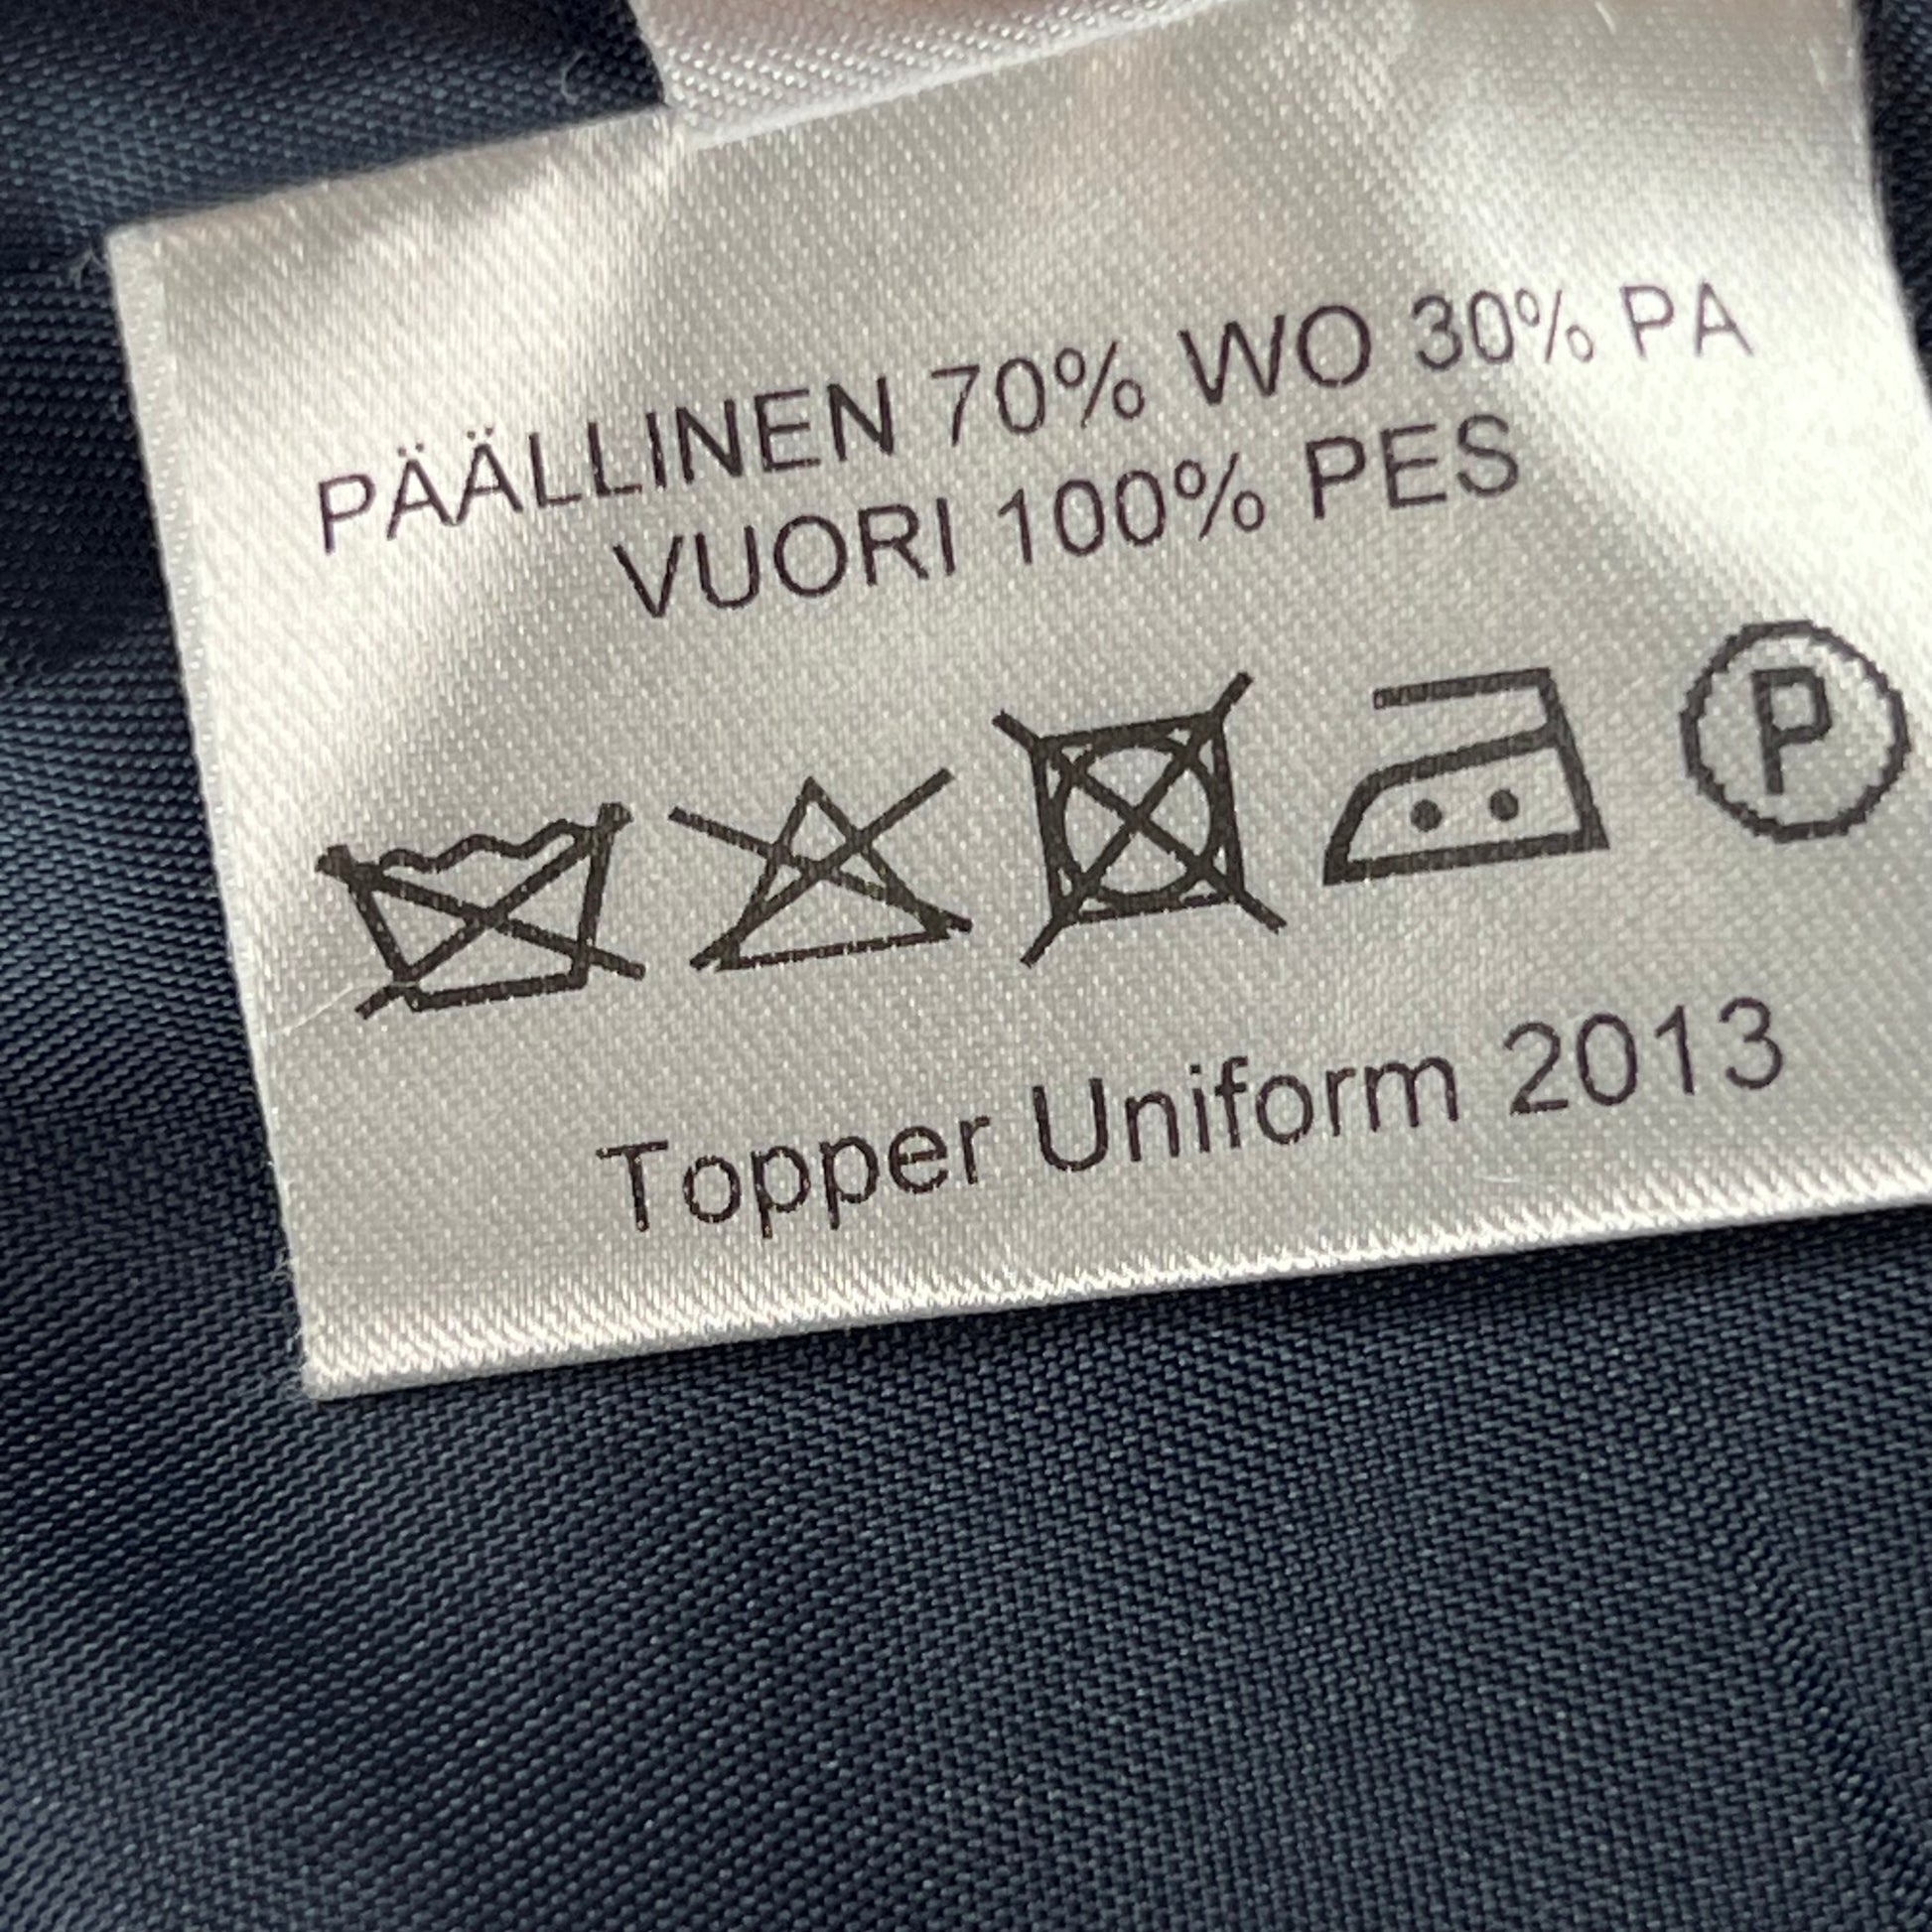 PÄÄLLINEN 70% WO 30% PA
VUORI 100% PES
P
Topper Uniform 2013